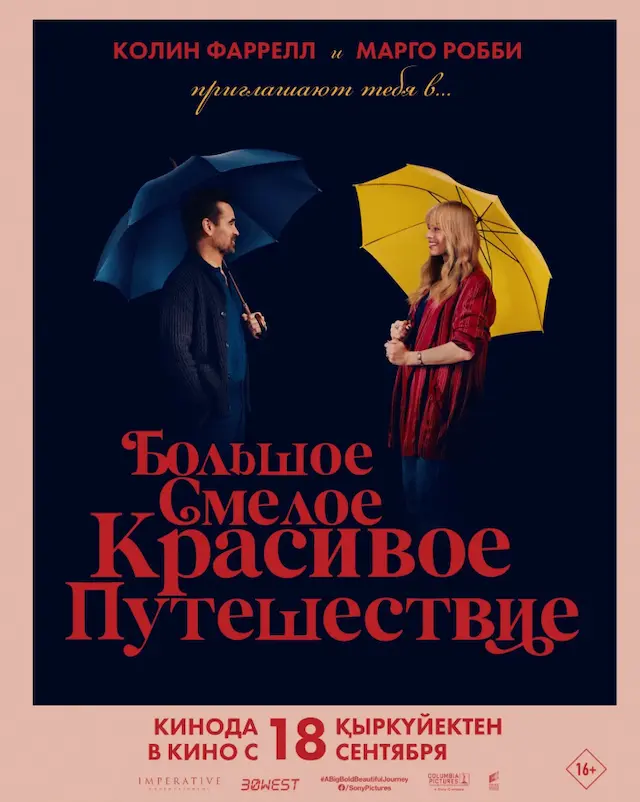 КОЛИН ФАРРЕЛЛ и МАРГО РОББИ
приглашают тебя в...
Большое
Смелое
Красивое
Путешествие
КИНОДА 18 ҚЫРКҮЙЕКТЕН
В КИНО С СЕНТЯБРЯ
16+
IMPERATIVE
ENTERTAINMENT
30WEST
#ABigBoldBeautifulJourney
/SonyPictures
COLUMBIA
PICTURES